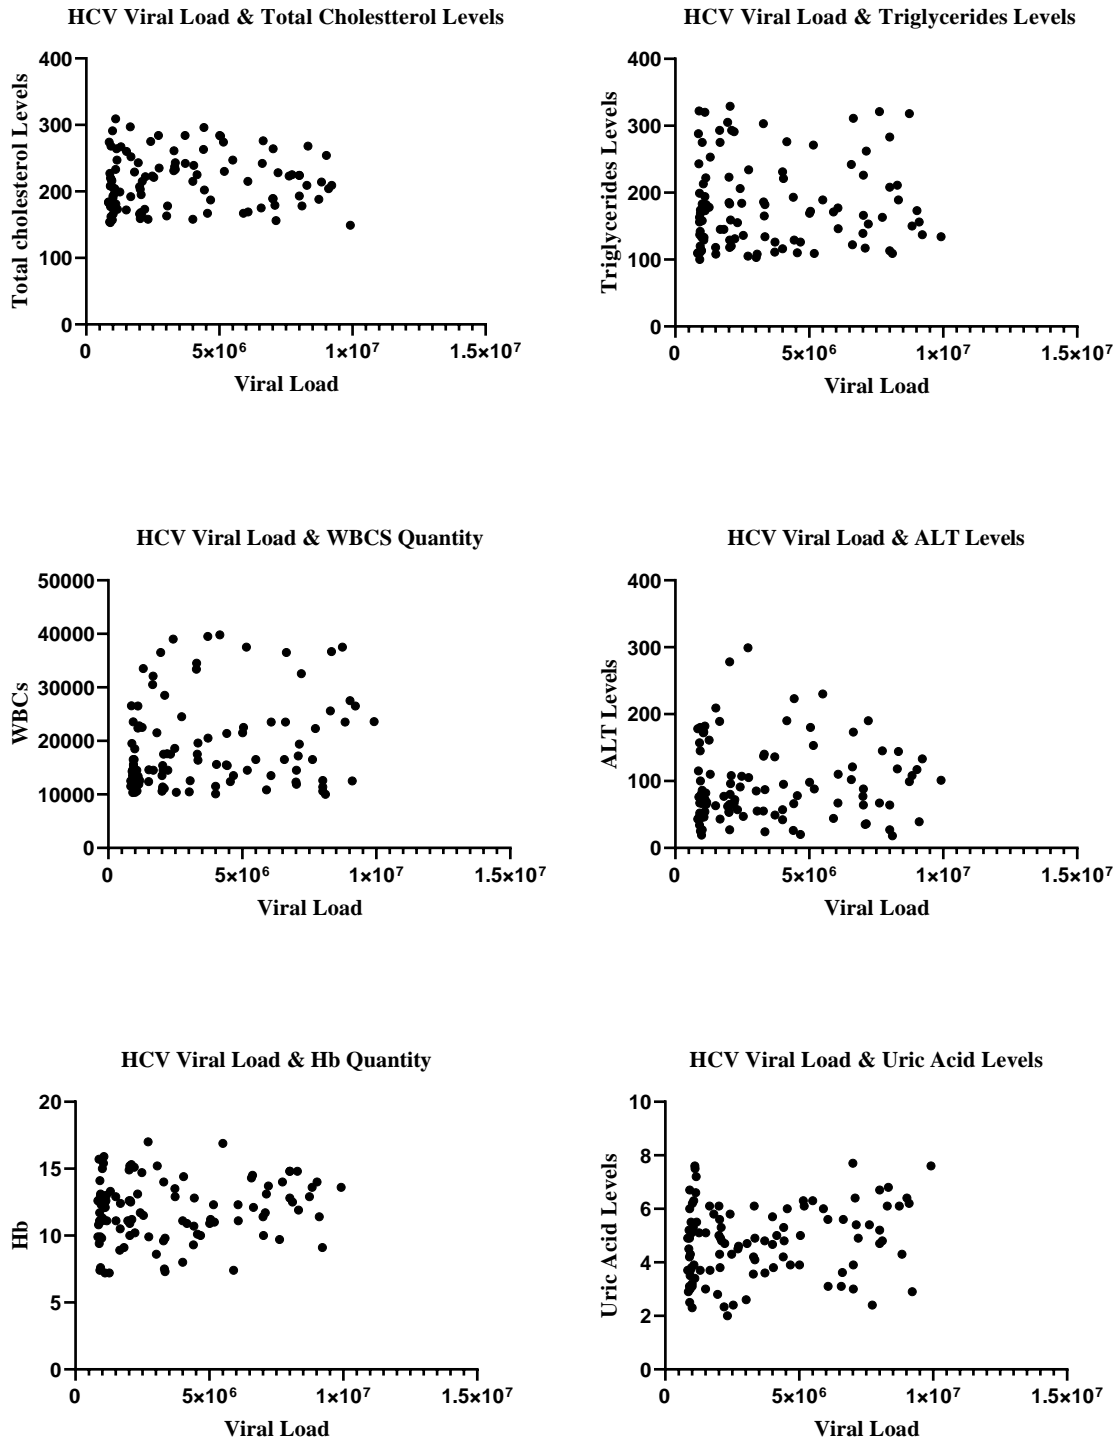 HCV Viral Load & Total Cholestterol Levels
Total cholesterol Levels
400
300
200
100
0
0 5×10⁶ 1×10⁷ 1.5×10⁷
Viral Load
HCV Viral Load & Triglycerides Levels
Triglycerides Levels
400
300
200
100
0
0 5×10⁶ 1×10⁷ 1.5×10⁷
Viral Load
HCV Viral Load & WBCS Quantity
WBCs
50000
40000
30000
20000
10000
0
0 5×10⁶ 1×10⁷ 1.5×10⁷
Viral Load
HCV Viral Load & ALT Levels
ALT Levels
400
300
200
100
0
0 5×10⁶ 1×10⁷ 1.5×10⁷
Viral Load
HCV Viral Load & Hb Quantity
Hb
20
15
10
5
0
0 5×10⁶ 1×10⁷ 1.5×10⁷
Viral Load
HCV Viral Load & Uric Acid Levels
Uric Acid Levels
10
8
6
4
2
0
0 5×10⁶ 1×10⁷ 1.5×10⁷
Viral Load